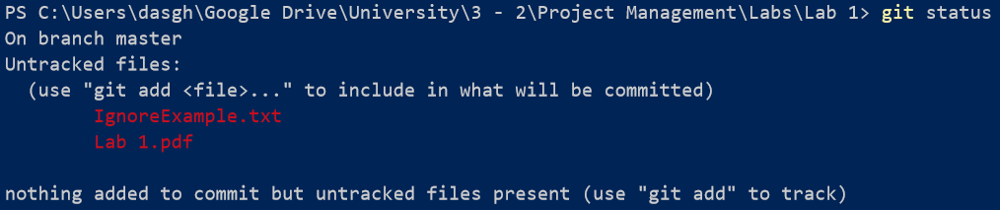 PS C:\Users\dasgh\Google Drive\University\3 - 2\Project Management\Labs\Lab 1> git status
On branch master
Untracked files:
  (use "git add <file>..." to include in what will be committed)
        IgnoreExample.txt
        Lab 1.pdf

nothing added to commit but untracked files present (use "git add" to track)